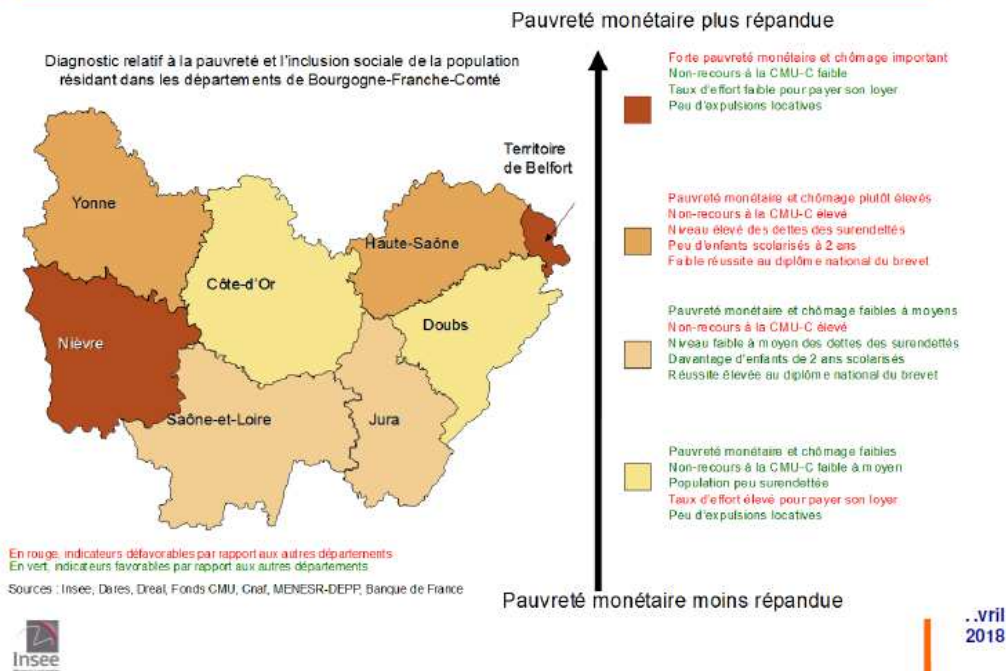 Pauvreté monétaire plus répandue
Diagnostic relatif à la pauvreté et l'inclusion sociale de la population
résidant dans les départements de Bourgogne-Franche-Comté
Forte pauvreté monétaire et chômage important
Non-recours à la CMU-C faible
Taux d'effort faible pour payer son loyer
Peu d'expulsions locatives
Territoire
de Belfort
Yonne
Haute-Saône
Côte-d'Or
Doubs
Nièvre
Saône-et-Loire
Jura
Pauvreté monétaire et chômage plutôt élevés
Non-recours à la CMU-C élevé
Niveau élevé des dettes des surendettés
Peu d'enfants scolarisés à 2 ans
Faible réussite au diplôme national du brevet
Pauvreté monétaire et chômage faibles à moyens
Non-recours à la CMU-C élevé
Niveau faible à moyen des dettes des surendettés
Davantage d'enfants de 2 ans scolarisés
Réussite élevée au diplôme national du brevet
Pauvreté monétaire et chômage faibles
Non-recours à la CMU-C faible à moyen
Population peu surendettée
Taux d'effort élevé pour payer son loyer
Peu d'expulsions locatives
En rouge, indicateurs défavorables par rapport aux autres départements
En vert, indicateurs favorables par rapport aux autres départements
Sources : Insee, Dares, Dreal, Fonds CMU, Cnaf, MENESR-DEPP, Banque de France
Pauvreté monétaire moins répandue
Insee
..vril
2018